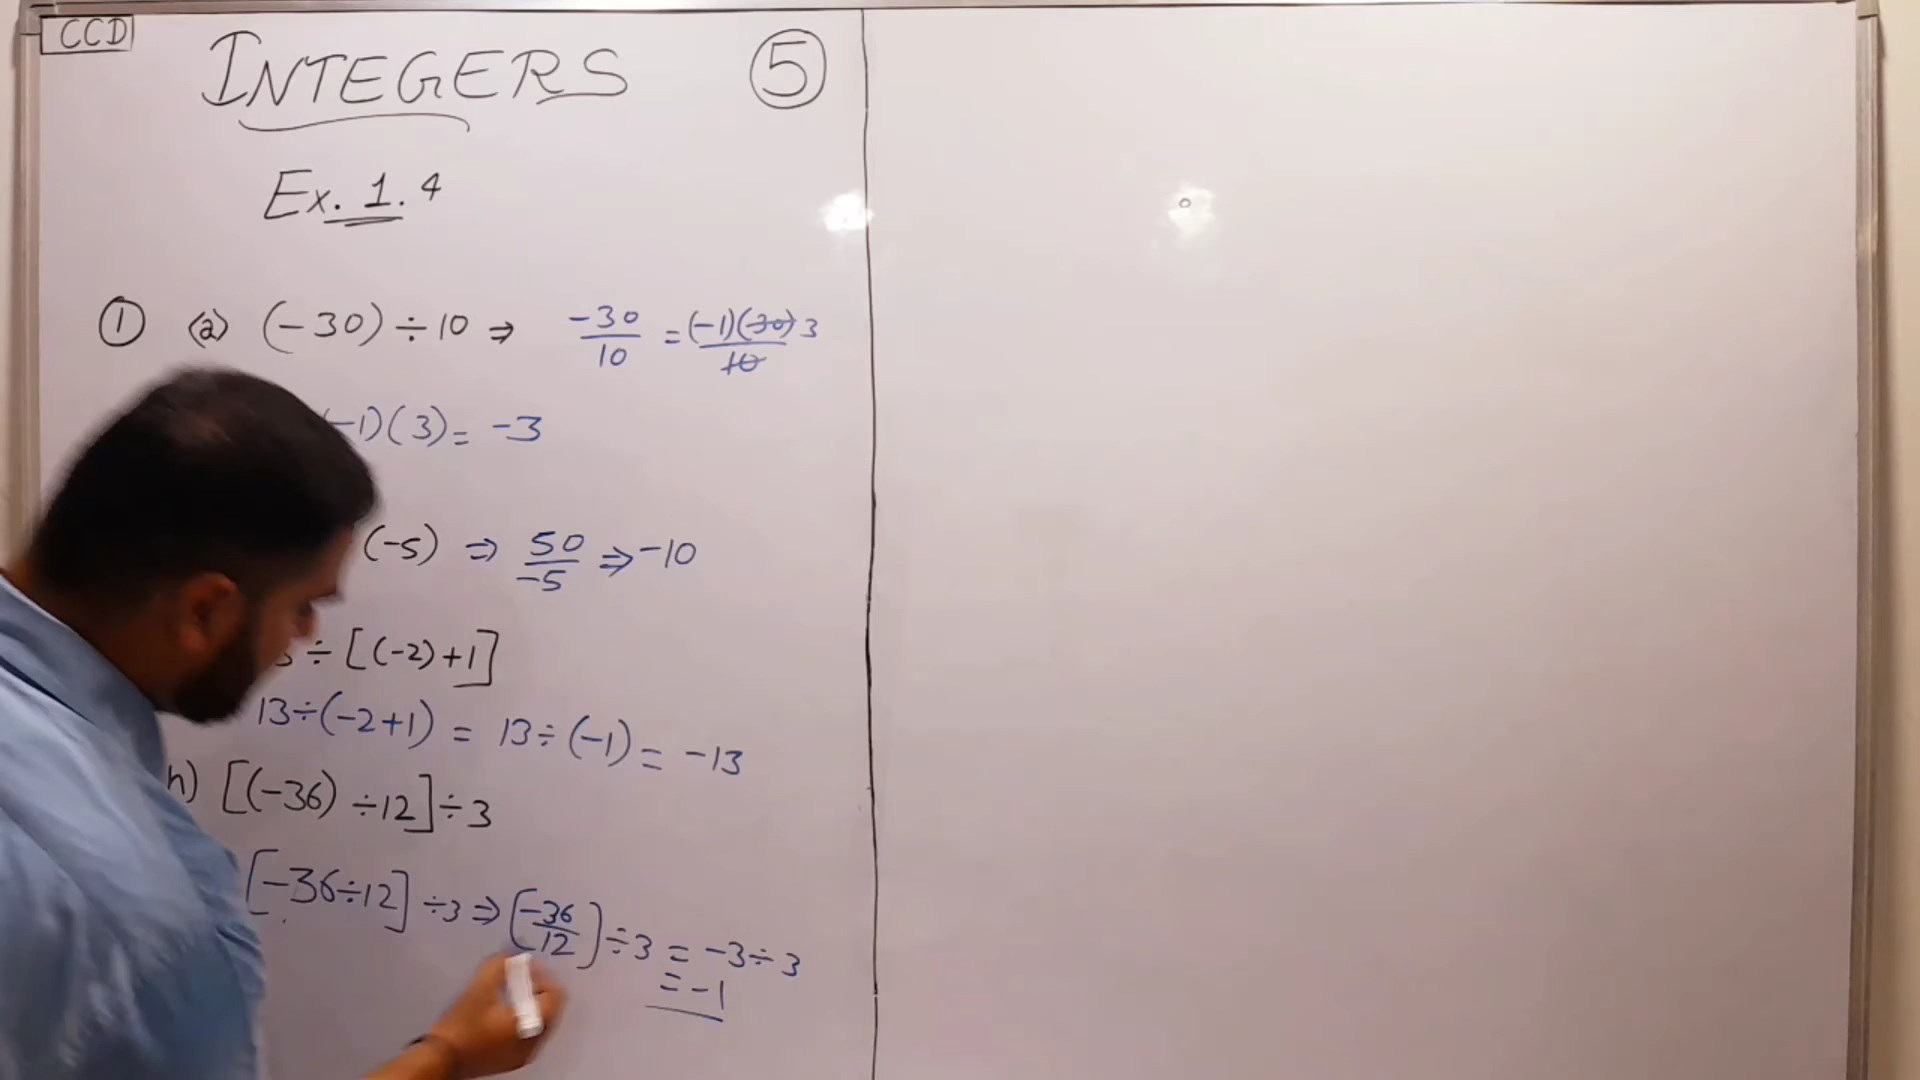 CCD
INTEGERS 5
Ex. 1.4
1 (a) (-30) ÷ 10 ⇒ -30/10 = (-1)(30) 3/10
-1)(3) = -3
(-5) ⇒ 50/-5 ⇒ -10
÷ [(-2)+1]
13÷(-2+1) = 13÷(-1) = -13
h) [(-36) ÷12]÷3
[-36÷12] ÷3 ⇒ [-36/12] ÷3 = -3÷3
= -1